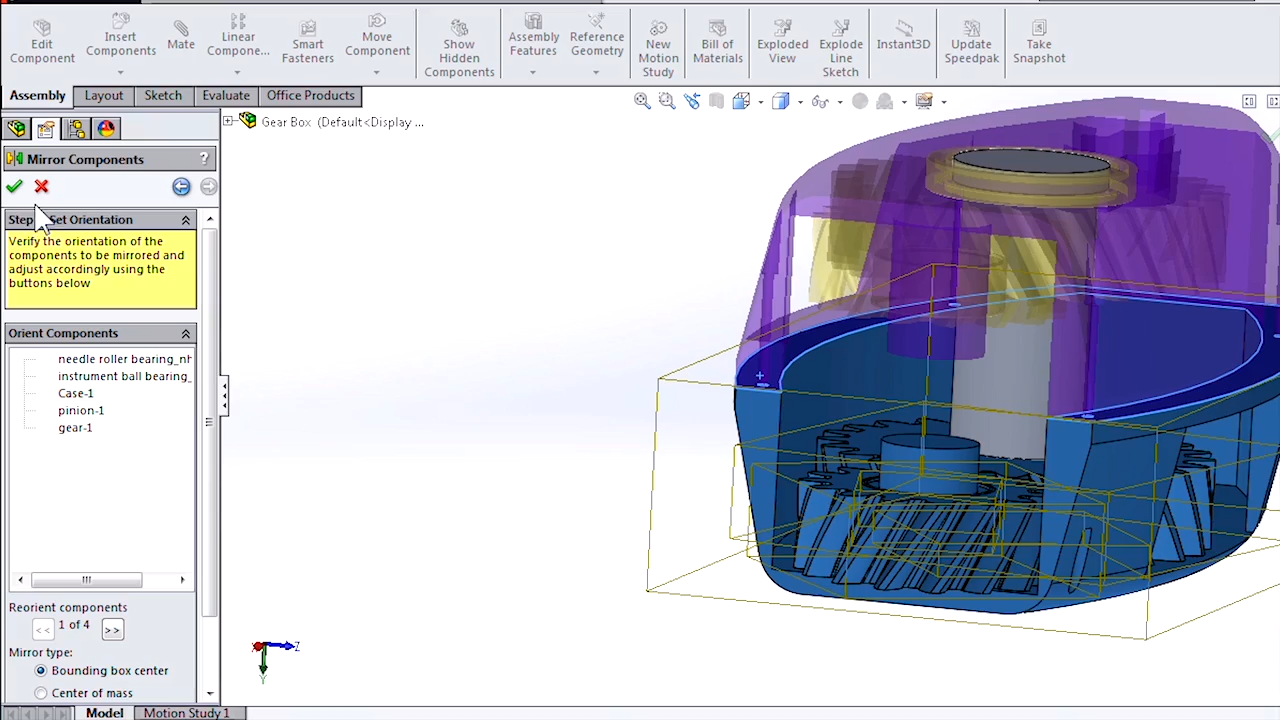 Edit Component
Insert Components
Mate
Linear Compone...
Smart Fasteners
Move Component
Show Hidden Components
Assembly Features
Reference Geometry
New Motion Study
Bill of Materials
Exploded View
Explode Line Sketch
Instant3D
Update Speedpak
Take Snapshot
Assembly
Layout
Sketch
Evaluate
Office Products
Gear Box (Default<Display ...
Mirror Components
?
Step Set Orientation
Verify the orientation of the
components to be mirrored and
adjust accordingly using the
buttons below
Orient Components
needle roller bearing_nh
instrument ball bearing_
Case-1
pinion-1
gear-1
Reorient components
<< 1 of 4 >>
Mirror type:
Bounding box center
Center of mass
Z
Y
Model
Motion Study 1